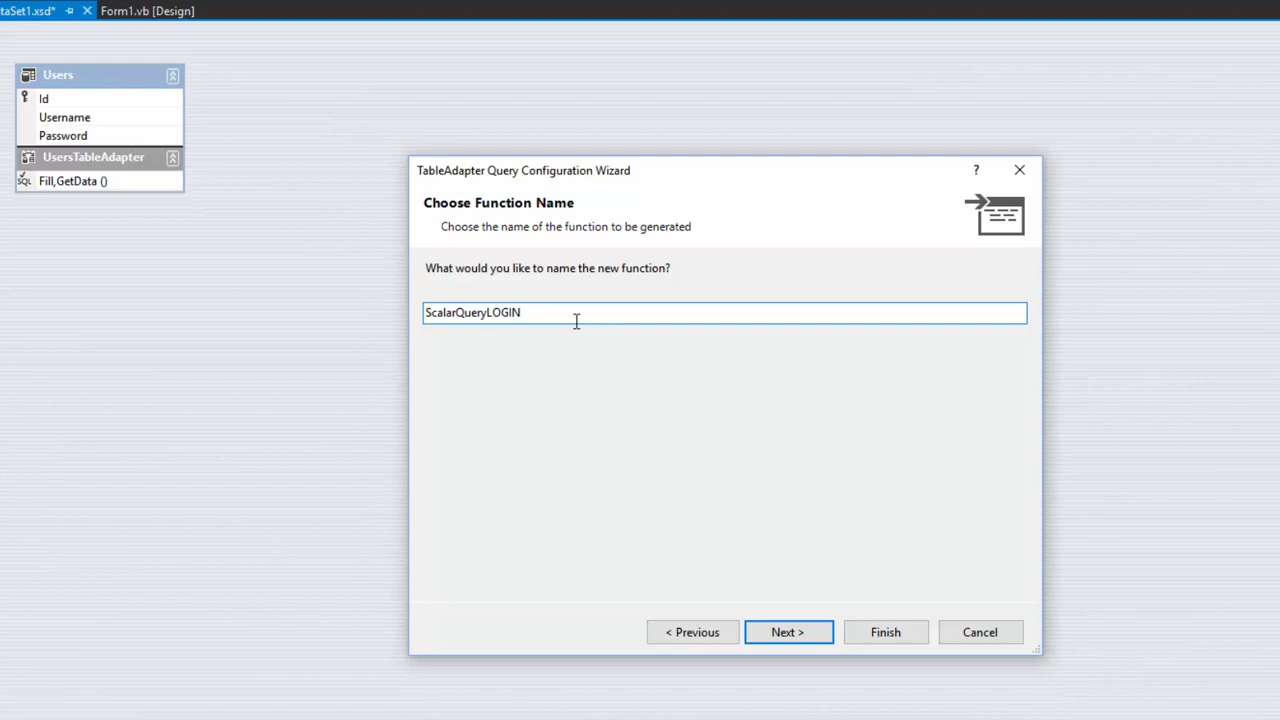 taSet1.xsd* Form1.vb [Design]
Users
Id
Username
Password
UsersTableAdapter
SQL Fill,GetData ()
TableAdapter Query Configuration Wizard ?
Choose Function Name
Choose the name of the function to be generated
What would you like to name the new function?
ScalarQueryLOGIN
< Previous Next > Finish Cancel